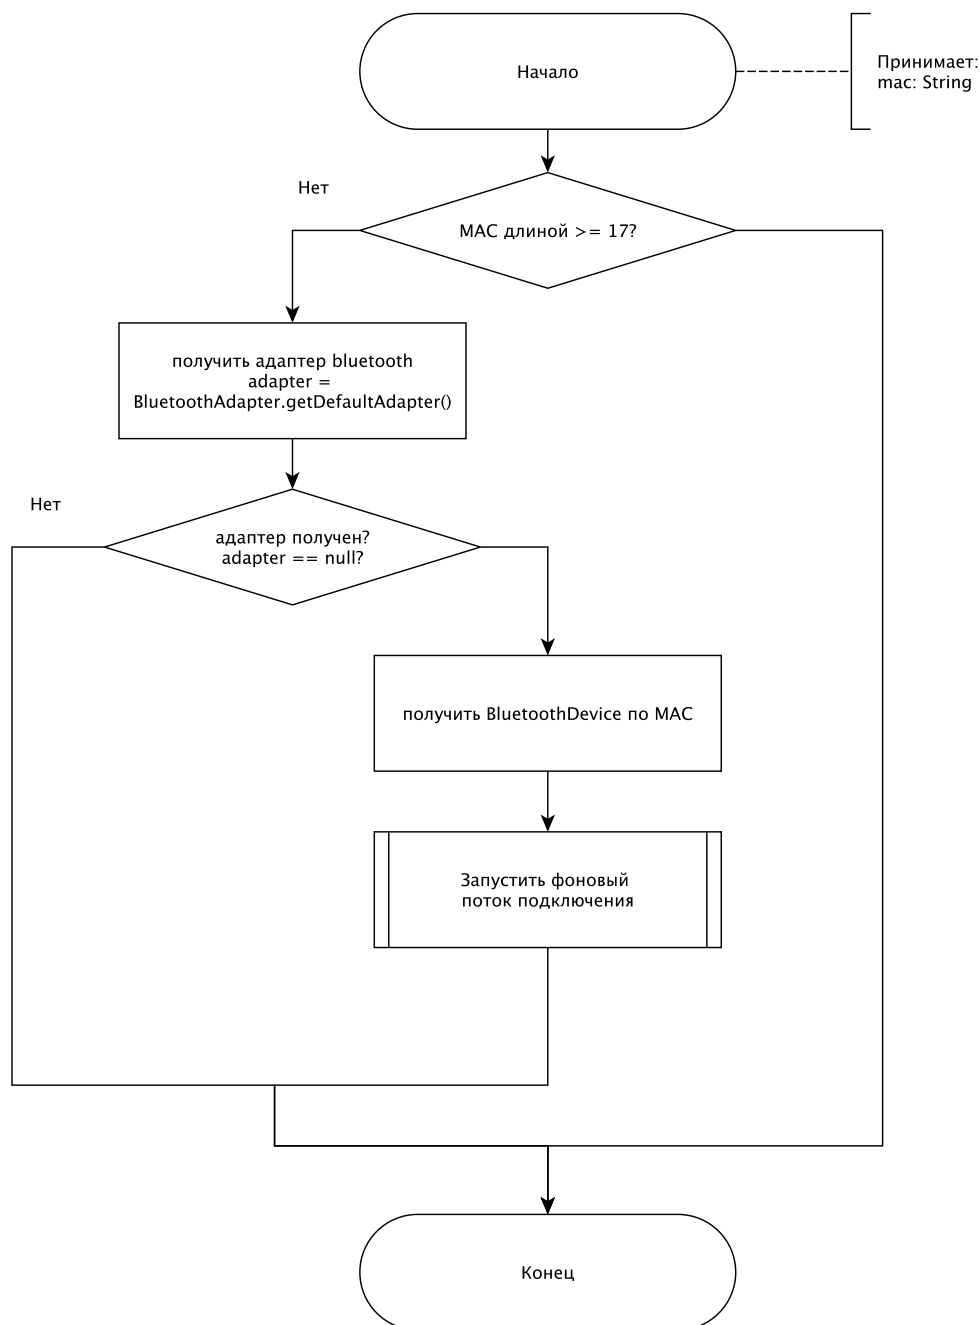 Начало
Принимает:
mac: String
Нет
MAC длиной >= 17?
получить адаптер bluetooth
adapter =
BluetoothAdapter.getDefaultAdapter()
Нет
адаптер получен?
adapter == null?
получить BluetoothDevice по MAC
Запустить фоновый
поток подключения
Конец